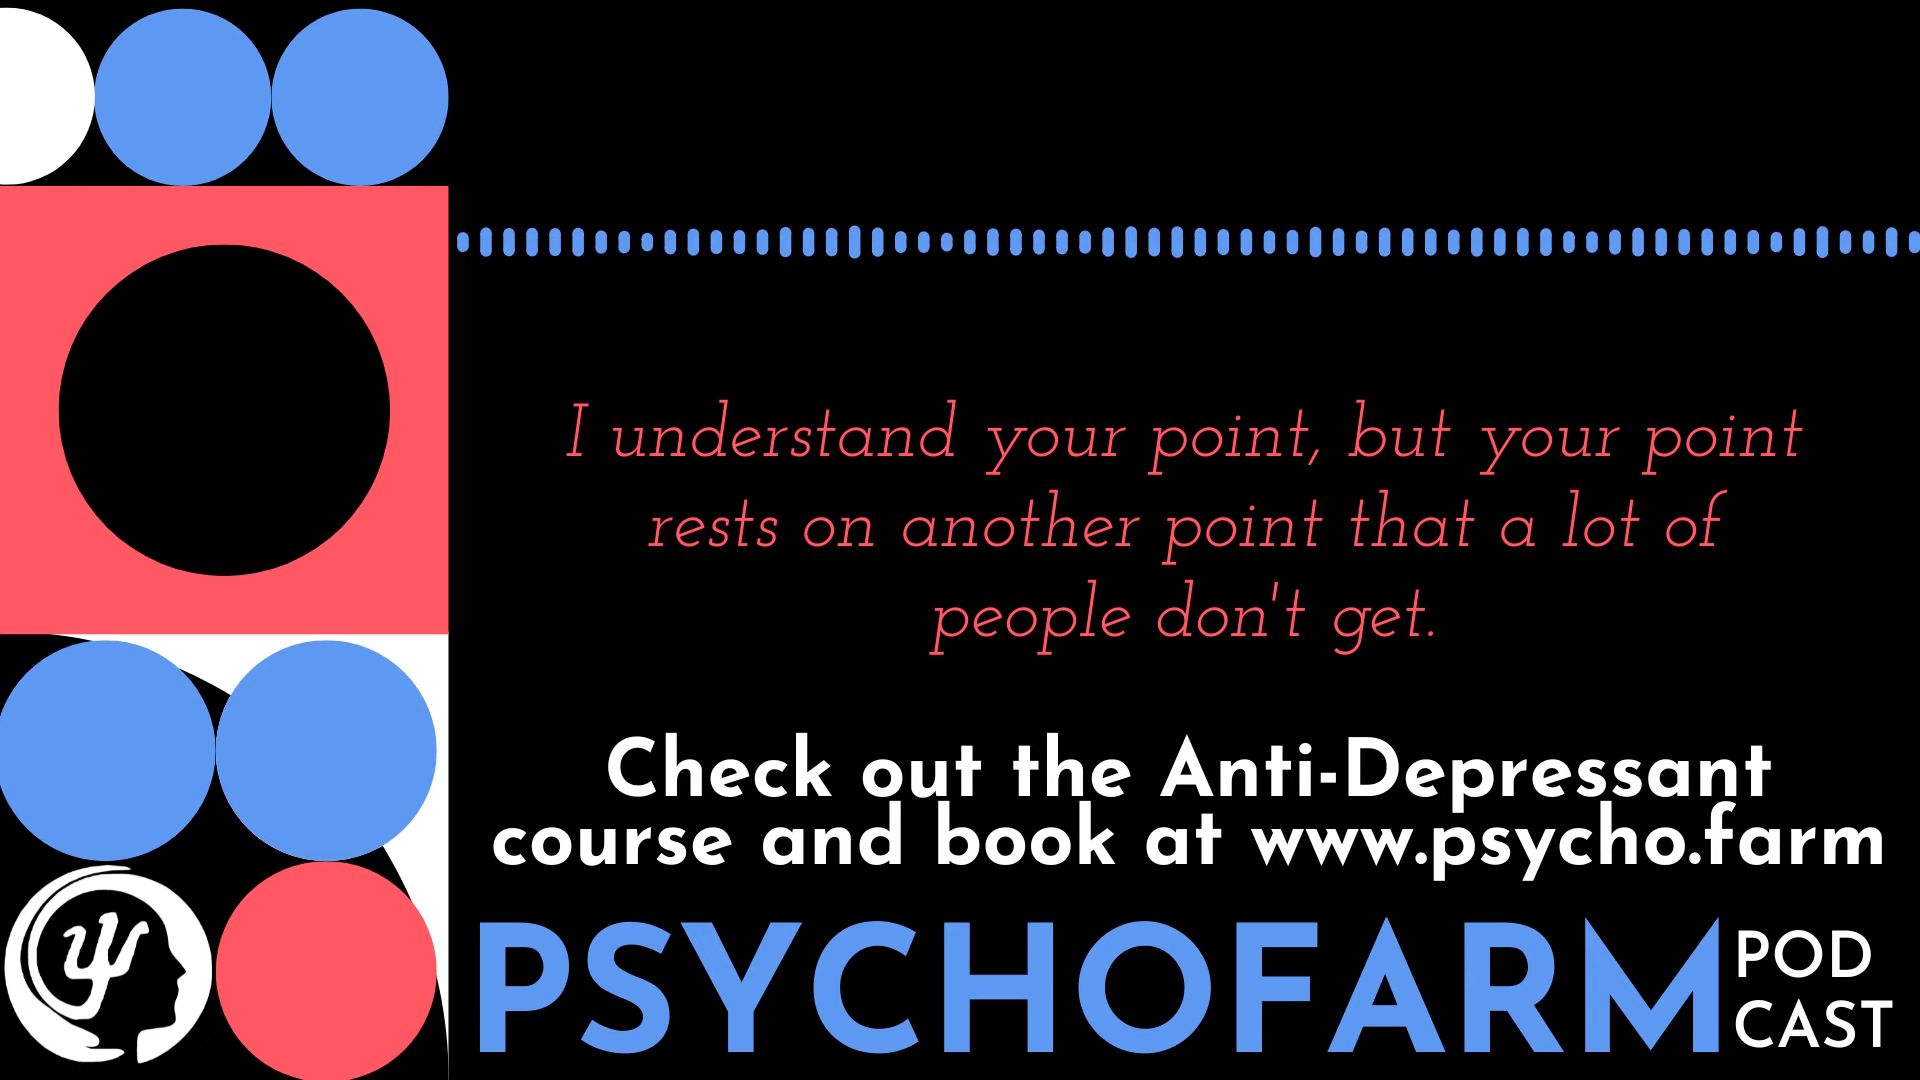 I understand your point, but your point
rests on another point that a lot of
people don't get.
Check out the Anti-Depressant
course and book at www.psycho.farm
PSYCHOFARM
POD
CAST
ψ